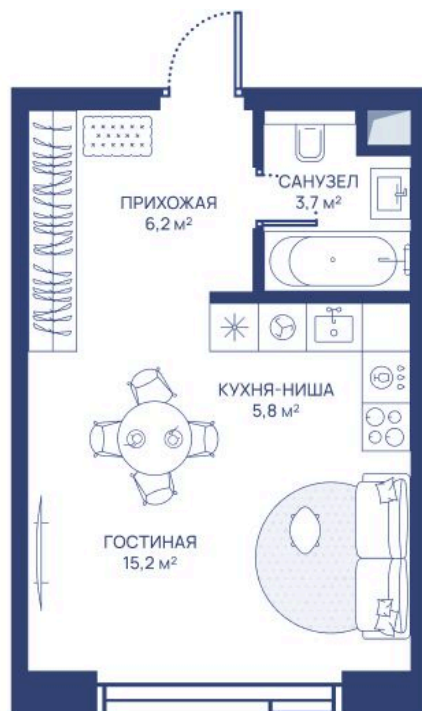 САНУЗЕЛ
3,7 м²
ПРИХОЖАЯ
6,2 м²
КУХНЯ-НИША
5,8 м²
ГОСТИНАЯ
15,2 м²